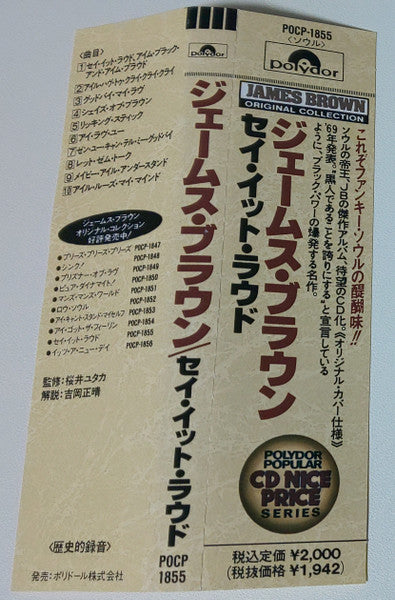 POCP-1855
〈ソウル〉
polydor
JAMES BROWN
ORIGINAL COLLECTION
これぞファンキー・ソウルの醍醐味!!
ソウルの帝王、JBの傑作アルバム、待望のCD化。《オリジナル・カバー仕様》
'69年発表。“黒人であることを誇りにする”と宣言している
ように、ブラック・パワーの爆発する名作。
ジェームス・ブラウン
セイ・イット・ラウド
POLYDOR
POPULAR
CD NICE
PRICE
SERIES
税込定価 ¥2,000
(税抜価格 ¥1,942)
polydor
ジェームス・ブラウン/セイ・イット・ラウド
POCP
1855
〈曲目〉
1 セイ・イット・ラウド、アイム・ブラック・
アンド・アイム・プラウド
2 アイル・ハグ・トゥ・クライ・クライ・クライ
3 グッドバイ・マイ・ラヴ
4 シェイズ・オブ・ブラウン
5 リッキング・スティック
6 アイ・ラヴ・ユー
7 ゼン・ユー・キャン・テル・ミー・グッドバイ
8 レット・ゼム・トーク
9 メイビー・アイル・アンダースタンド
10 アイル・ルーズ・マイ・マインド
ジェームス・ブラウン
オリジナル・コレクション
好評発売中!
●プリーズ・プリーズ・プリーズ POCP-1847
●シンク! POCP-1848
●プリズナー・オブ・ラヴ POCP-1849
●ピュア・ダイナマイト! POCP-1850
●マンズ・マンズ・ワールド POCP-1851
●ロウ・ソウル POCP-1852
●アイ・キャント・スタンド・マイセルフ POCP-1853
●アイ・ゴット・ザ・フィーリン POCP-1854
●セイ・イット・ラウド POCP-1855
●イッツ・ア・ニュー・デイ POCP-1856
監修:桜井ユタカ
解説:吉岡正晴
〈歴史的録音〉
発売:ポリドール株式会社